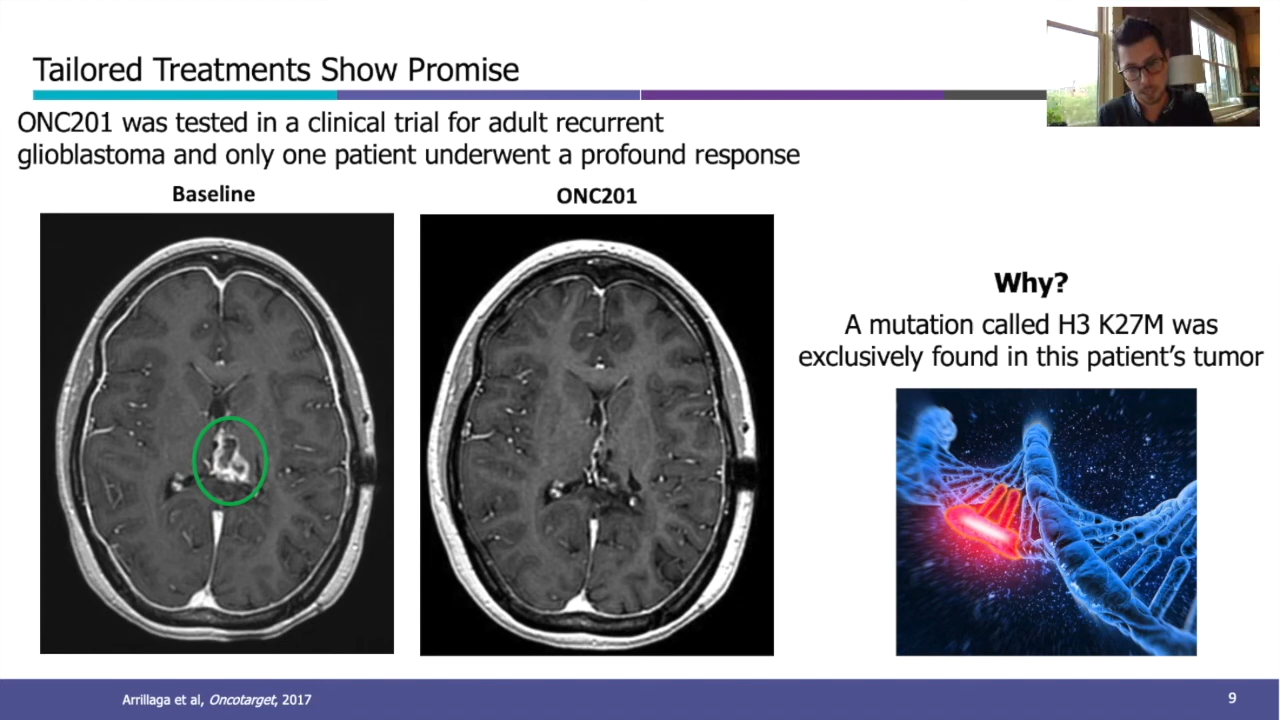 Tailored Treatments Show Promise
ONC201 was tested in a clinical trial for adult recurrent
glioblastoma and only one patient underwent a profound response
Baseline
ONC201
Why?
A mutation called H3 K27M was
exclusively found in this patient’s tumor
Arrillaga et al, Oncotarget, 2017
9